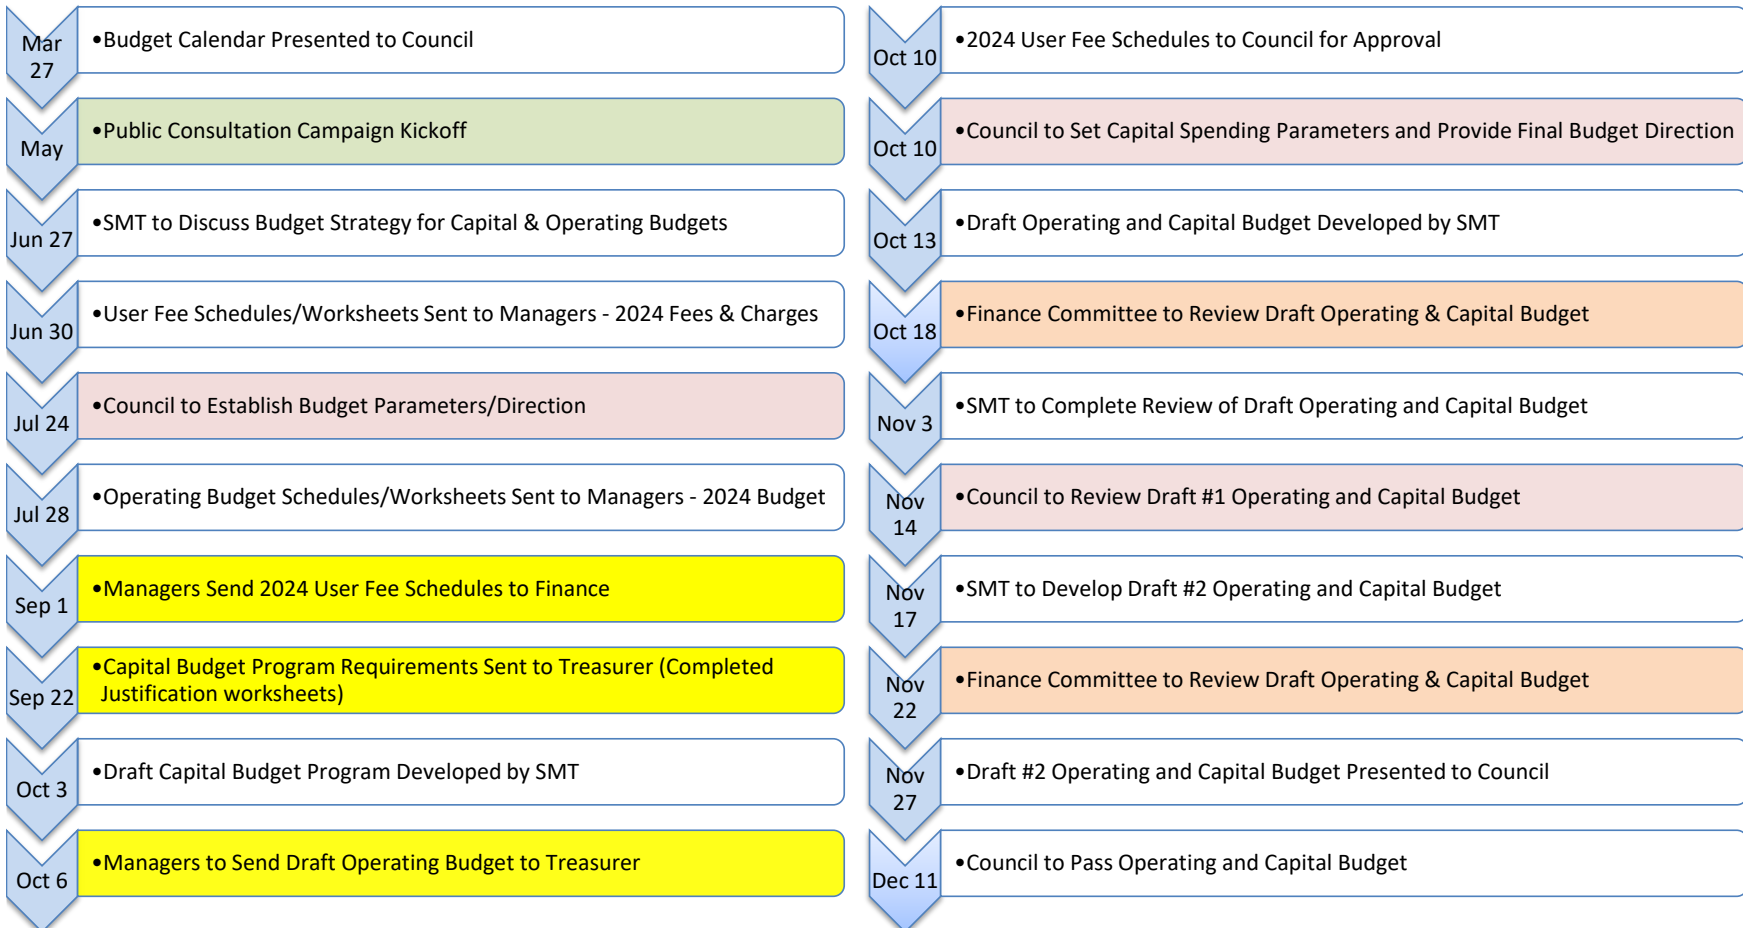 Mar
27
•Budget Calendar Presented to Council
May
•Public Consultation Campaign Kickoff
Jun 27
•SMT to Discuss Budget Strategy for Capital & Operating Budgets
Jun 30
•User Fee Schedules/Worksheets Sent to Managers - 2024 Fees & Charges
Jul 24
•Council to Establish Budget Parameters/Direction
Jul 28
•Operating Budget Schedules/Worksheets Sent to Managers - 2024 Budget
Sep 1
•Managers Send 2024 User Fee Schedules to Finance
Sep 22
•Capital Budget Program Requirements Sent to Treasurer (Completed
Justification worksheets)
Oct 3
•Draft Capital Budget Program Developed by SMT
Oct 6
•Managers to Send Draft Operating Budget to Treasurer
Oct 10
•2024 User Fee Schedules to Council for Approval
Oct 10
•Council to Set Capital Spending Parameters and Provide Final Budget Direction
Oct 13
•Draft Operating and Capital Budget Developed by SMT
Oct 18
•Finance Committee to Review Draft Operating & Capital Budget
Nov 3
•SMT to Complete Review of Draft Operating and Capital Budget
Nov
14
•Council to Review Draft #1 Operating and Capital Budget
Nov
17
•SMT to Develop Draft #2 Operating and Capital Budget
Nov
22
•Finance Committee to Review Draft Operating & Capital Budget
Nov
27
•Draft #2 Operating and Capital Budget Presented to Council
Dec 11
•Council to Pass Operating and Capital Budget